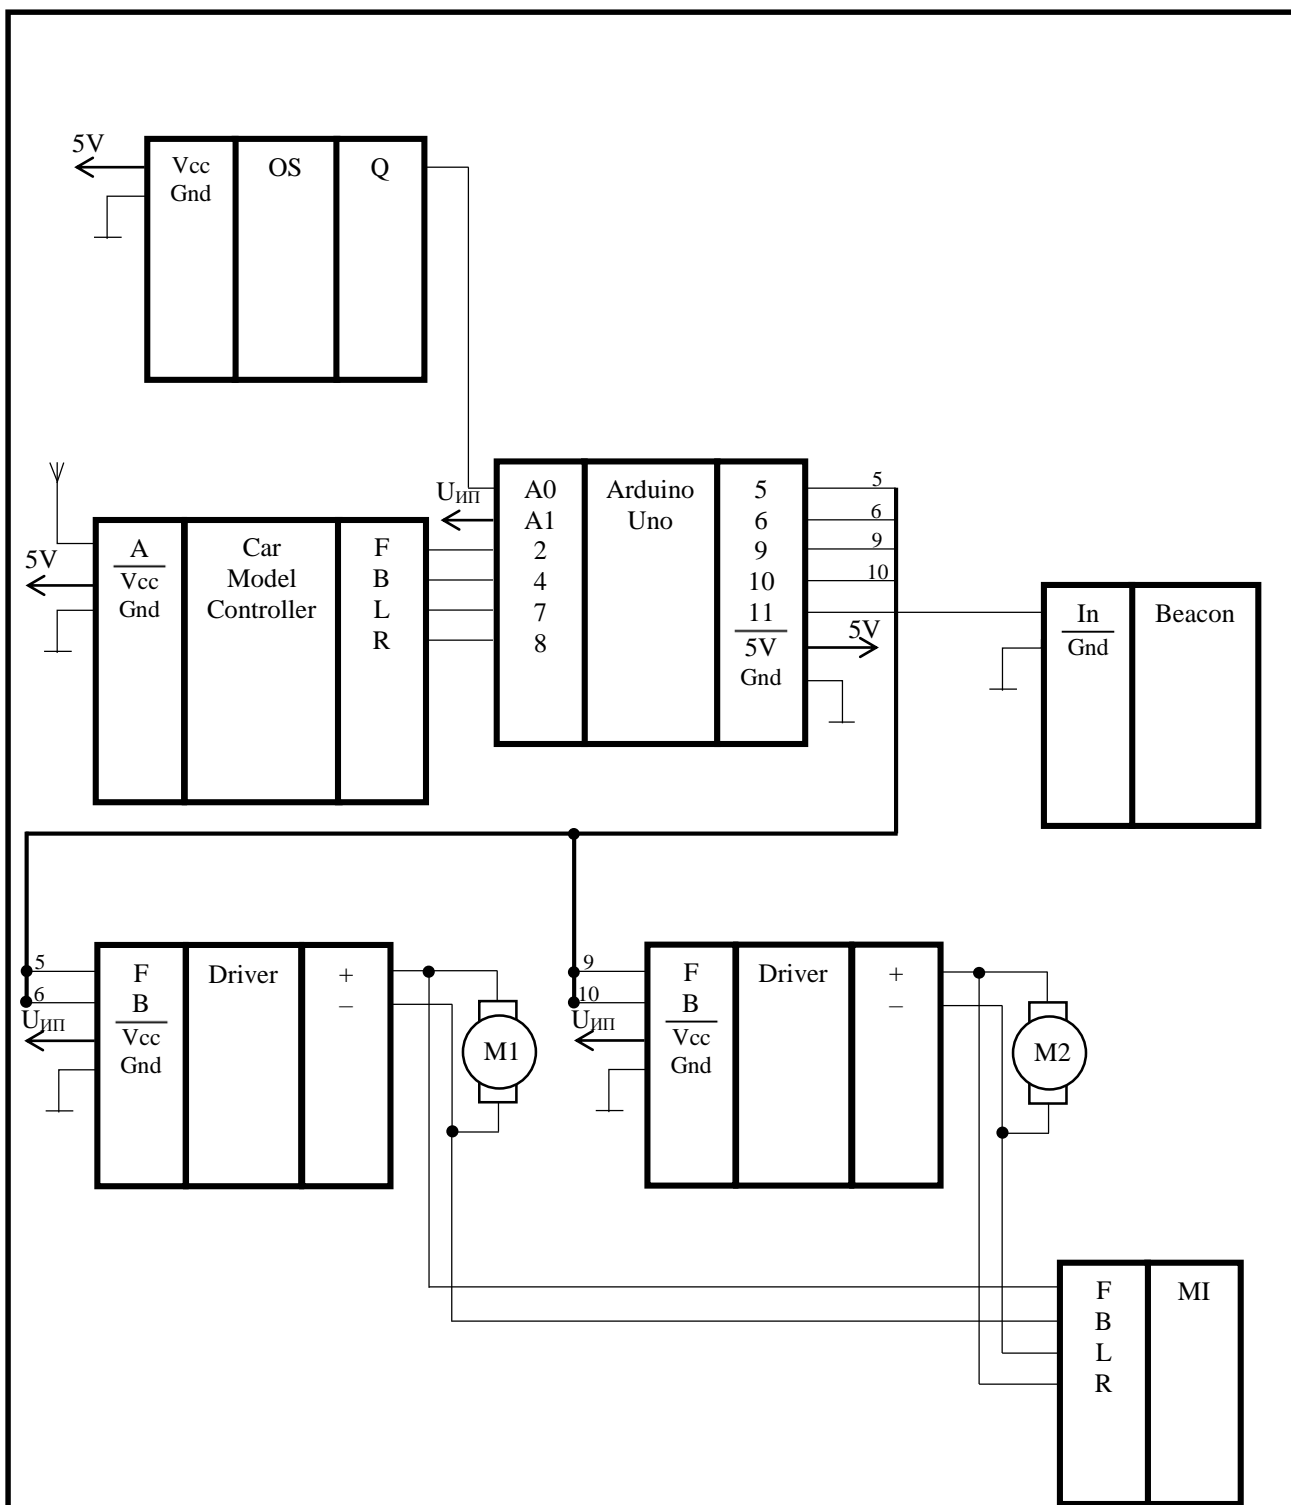 5V
Vcc OS Q
Gnd
UИП
A0 Arduino 5 5
A1 Uno 6 6
2 9 9
4 10 10
7 11
8 5V 5V
Gnd
5V
A Car F
Vcc Model B
Gnd Controller L
R
In Beacon
Gnd
5 F Driver +
6 B –
UИП Vcc
Gnd
M1
9 F Driver +
10 B –
UИП Vcc
Gnd
M2
F MI
B
L
R